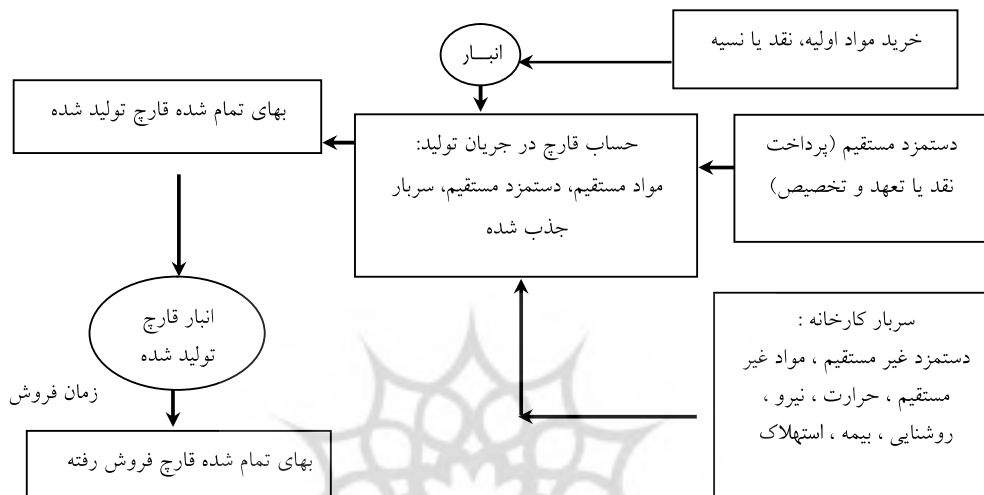 خرید مواد اولیه، نقد یا نسیه
انبــار
بهای تمام شده قارچ تولید شده
حساب قارچ در جریان تولید:
مواد مستقیم، دستمزد مستقیم، سربار
جذب شده
دستمزد مستقیم (پرداخت
نقد یا تعهد و تخصیص)
سربار کارخانه :
دستمزد غیر مستقیم ، مواد غیر
مستقیم ، حرارت ، نیرو ،
روشنایی ، بیمه ، استهلاک
انبار قارچ
تولید شده
زمان فروش
بهای تمام شده قارچ فروش رفته